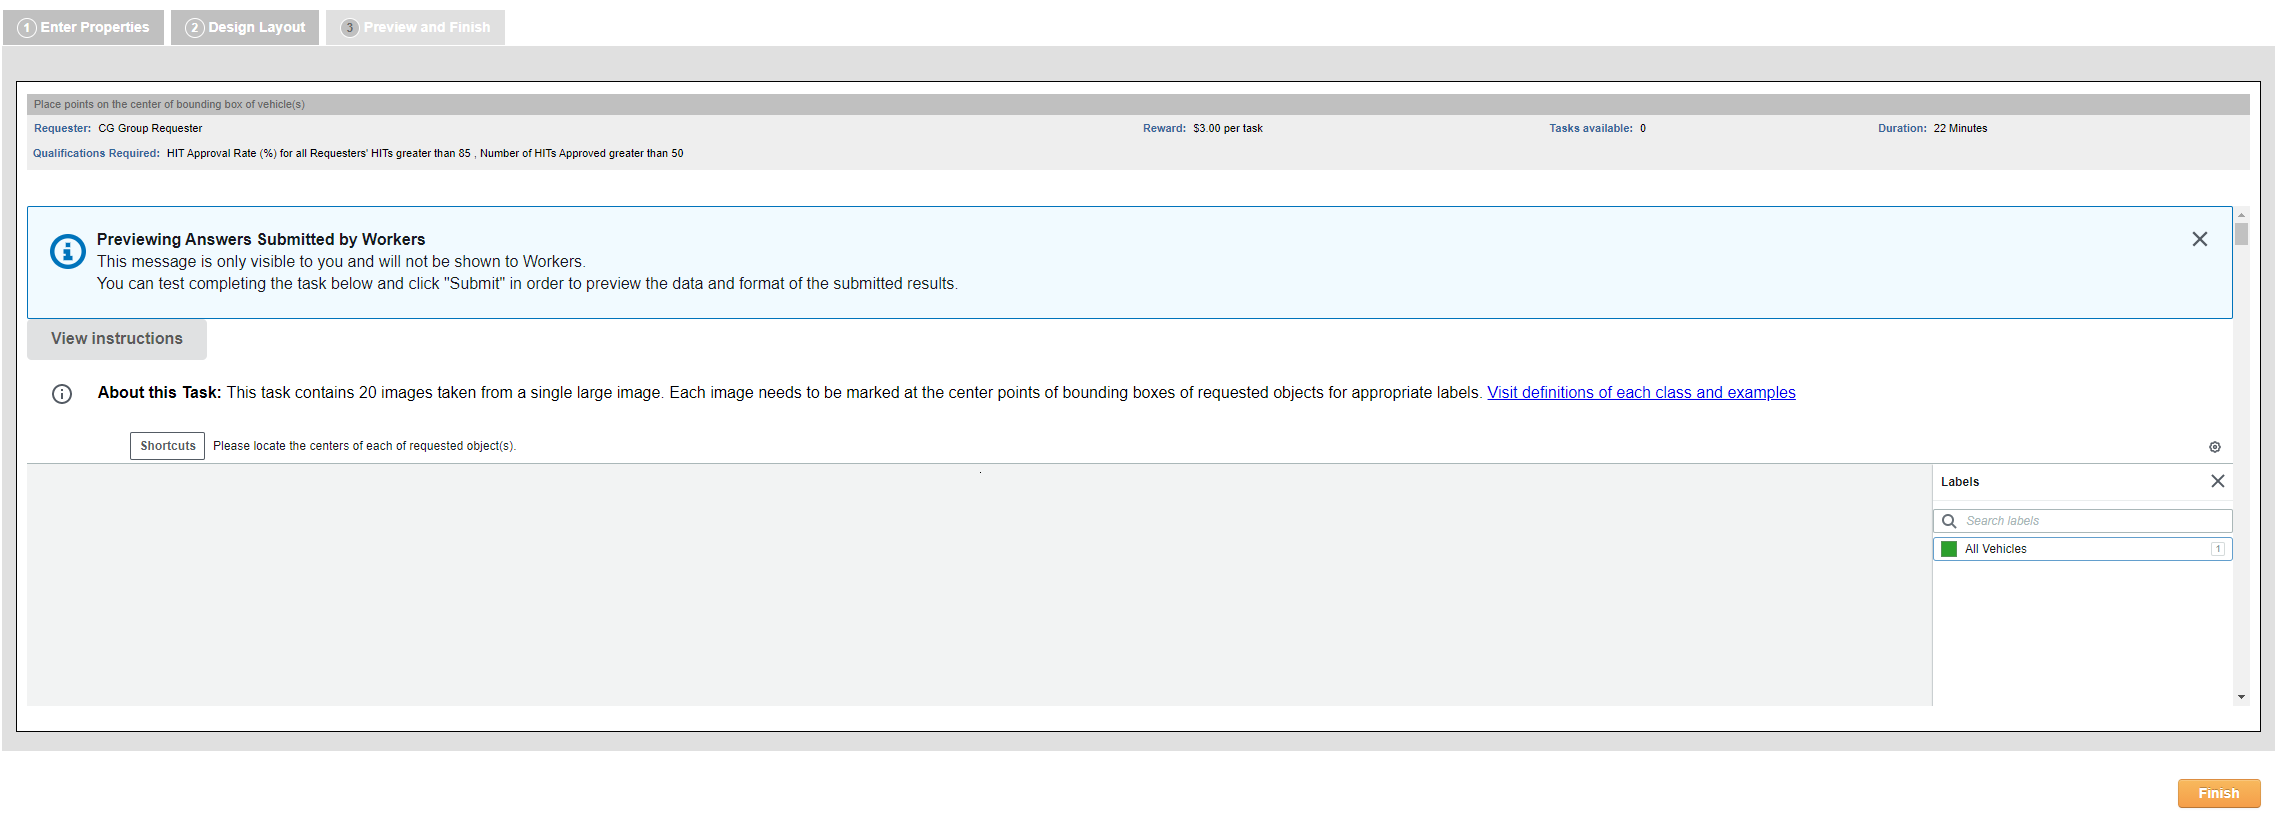 1 Enter Properties 2 Design Layout 3 Preview and Finish
Place points on the center of bounding box of vehicle(s)
Requester: CG Group Requester Reward: $3.00 per task Tasks available: 0 Duration: 22 Minutes
Qualifications Required: HIT Approval Rate (%) for all Requesters' HITs greater than 85 , Number of HITs Approved greater than 50
Previewing Answers Submitted by Workers
This message is only visible to you and will not be shown to Workers.
You can test completing the task below and click "Submit" in order to preview the data and format of the submitted results.
View instructions
About this Task: This task contains 20 images taken from a single large image. Each image needs to be marked at the center points of bounding boxes of requested objects for appropriate labels. Visit definitions of each class and examples
Shortcuts Please locate the centers of each of requested object(s).
Labels
Search labels
All Vehicles 1
Finish